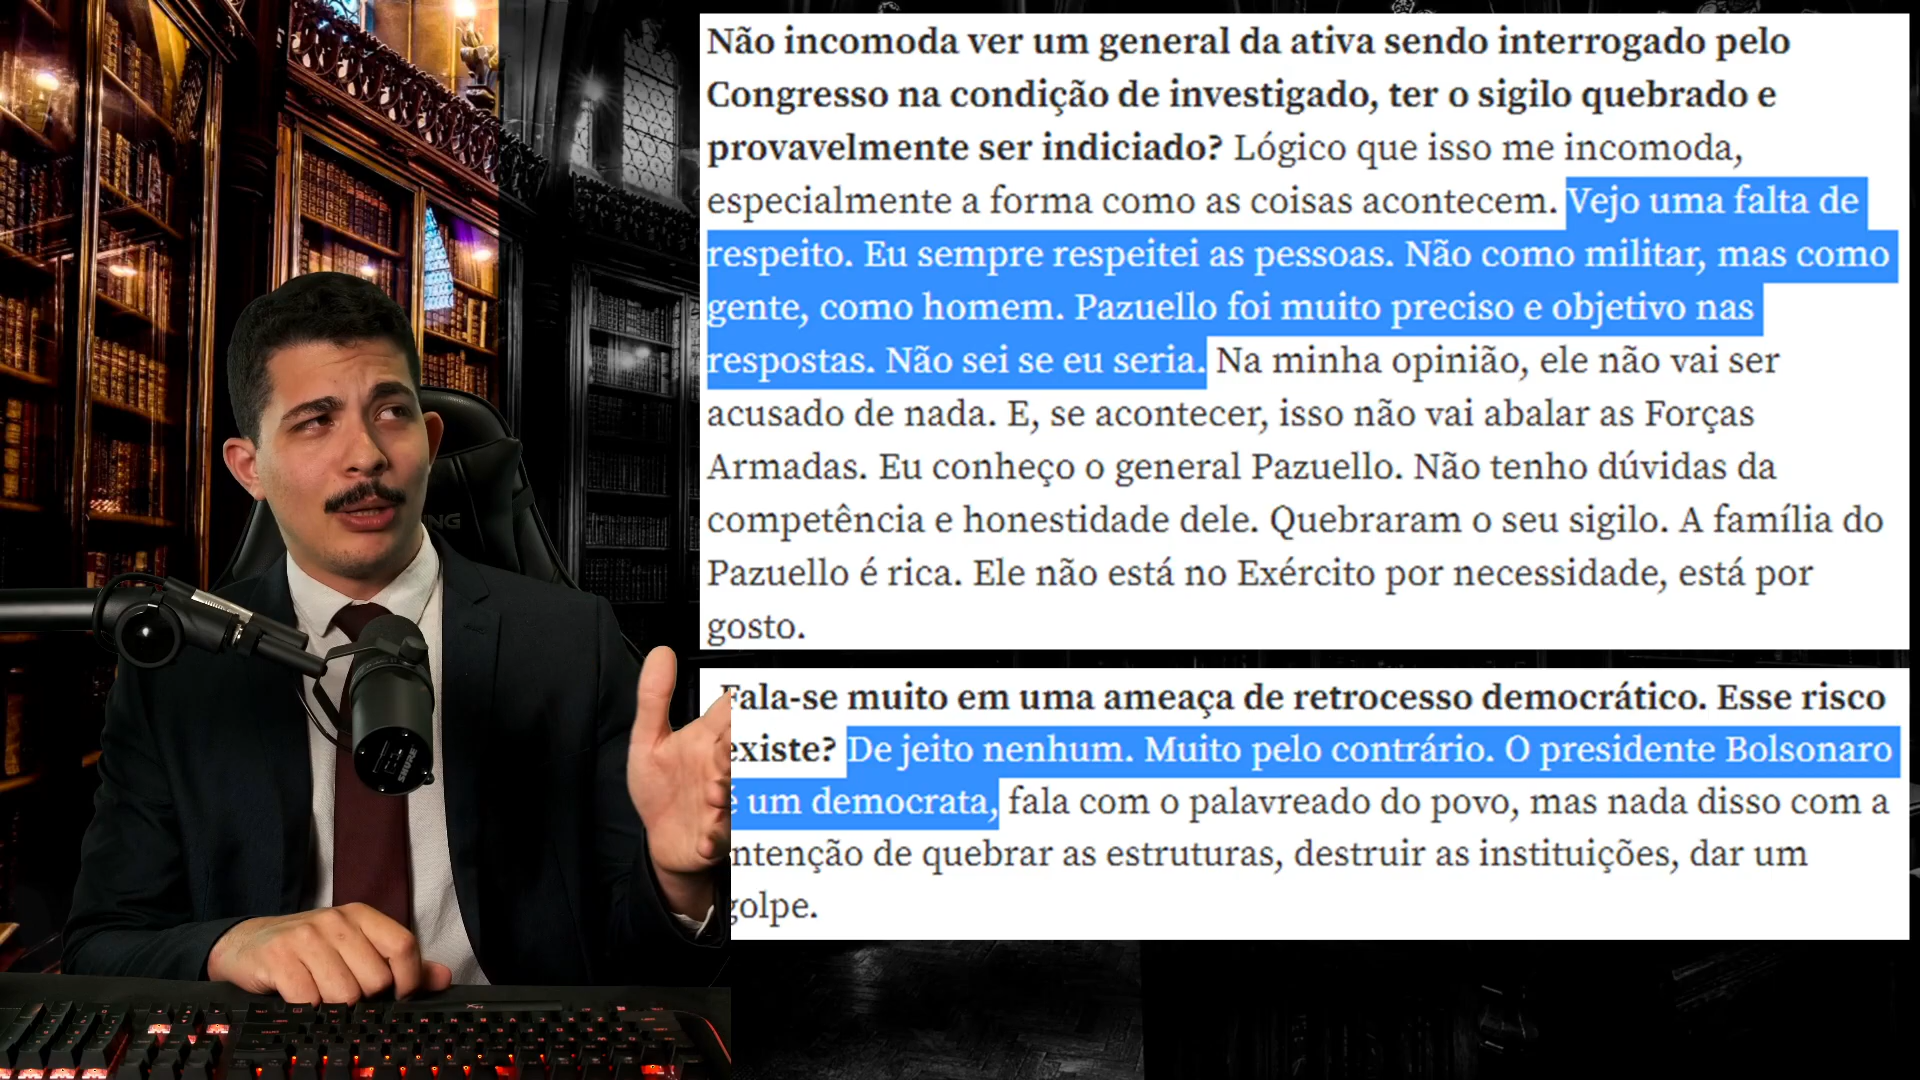 Não incomoda ver um general da ativa sendo interrogado pelo
Congresso na condição de investigado, ter o sigilo quebrado e
provavelmente ser indiciado? Lógico que isso me incomoda,
especialmente a forma como as coisas acontecem. Vejo uma falta de
respeito. Eu sempre respeitei as pessoas. Não como militar, mas como
gente, como homem. Pazuello foi muito preciso e objetivo nas
respostas. Não sei se eu seria. Na minha opinião, ele não vai ser
acusado de nada. E, se acontecer, isso não vai abalar as Forças
Armadas. Eu conheço o general Pazuello. Não tenho dúvidas da
competência e honestidade dele. Quebraram o seu sigilo. A família do
Pazuello é rica. Ele não está no Exército por necessidade, está por
gosto.
Fala-se muito em uma ameaça de retrocesso democrático. Esse risco
existe? De jeito nenhum. Muito pelo contrário. O presidente Bolsonaro
é um democrata, fala com o palavreado do povo, mas nada disso com a
ntenção de quebrar as estruturas, destruir as instituições, dar um
golpe.
NG
SHURE